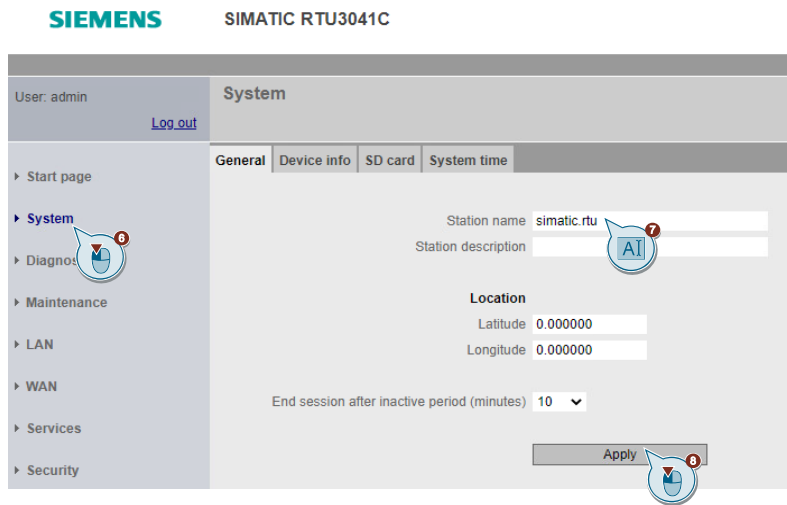 SIEMENS SIMATIC RTU3041C
User: admin
Log out
System
General Device info SD card System time
Start page
System
6
Diagnos
Maintenance
LAN
WAN
Services
Security
Station name simatic.rtu
7
AI
Station description
Location
Latitude 0.000000
Longitude 0.000000
End session after inactive period (minutes) 10
Apply
8